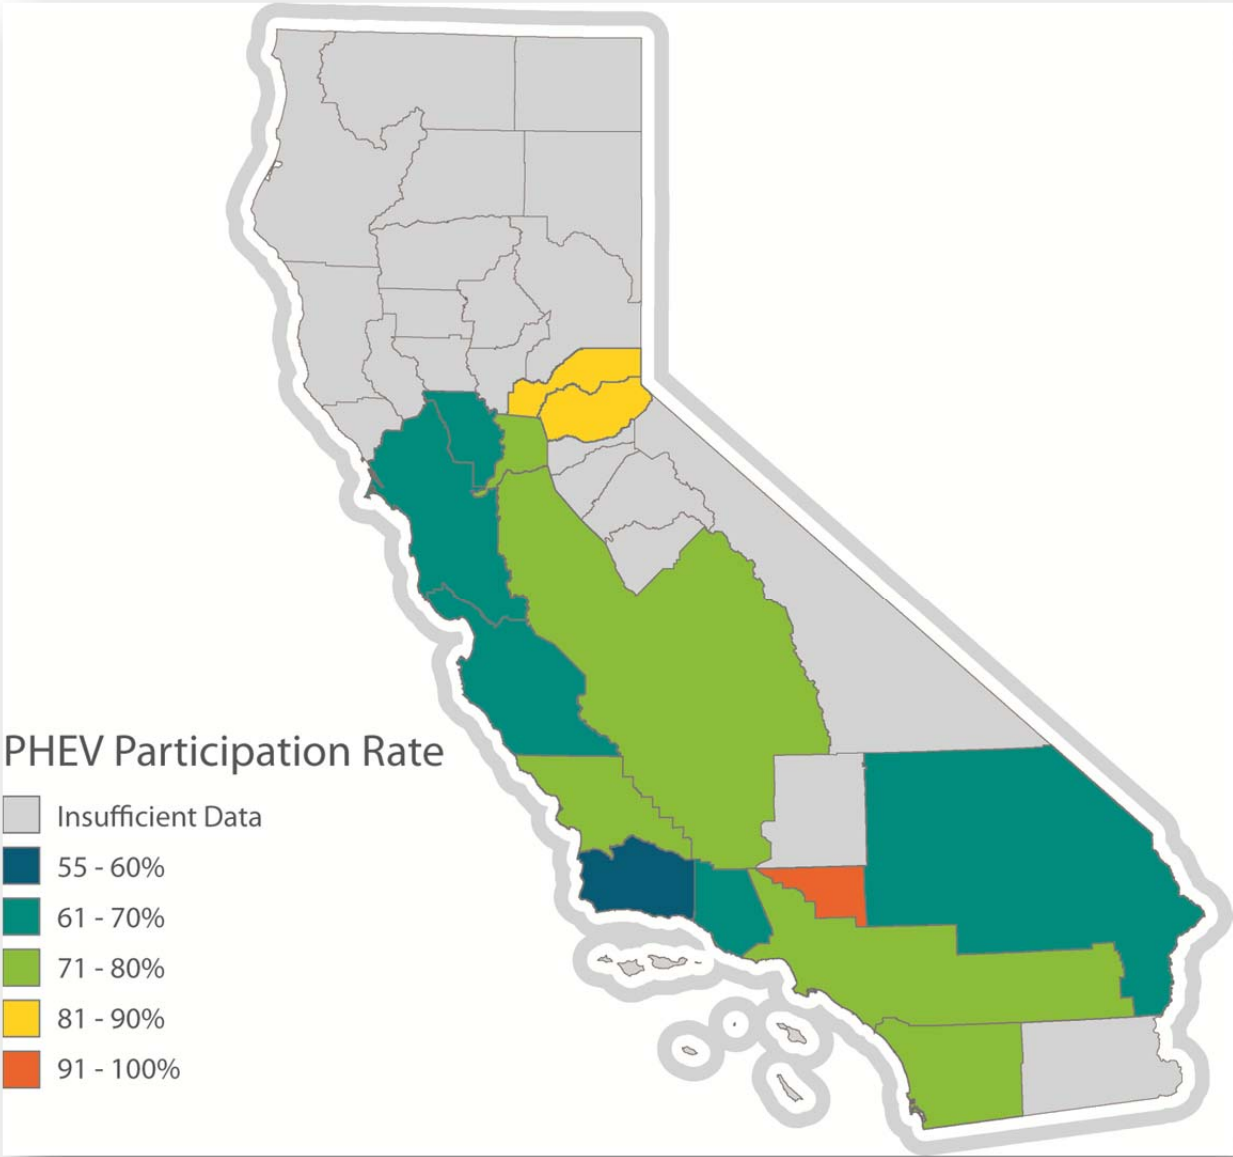 PHEV Participation Rate
Insufficient Data
55 - 60%
61 - 70%
71 - 80%
81 - 90%
91 - 100%